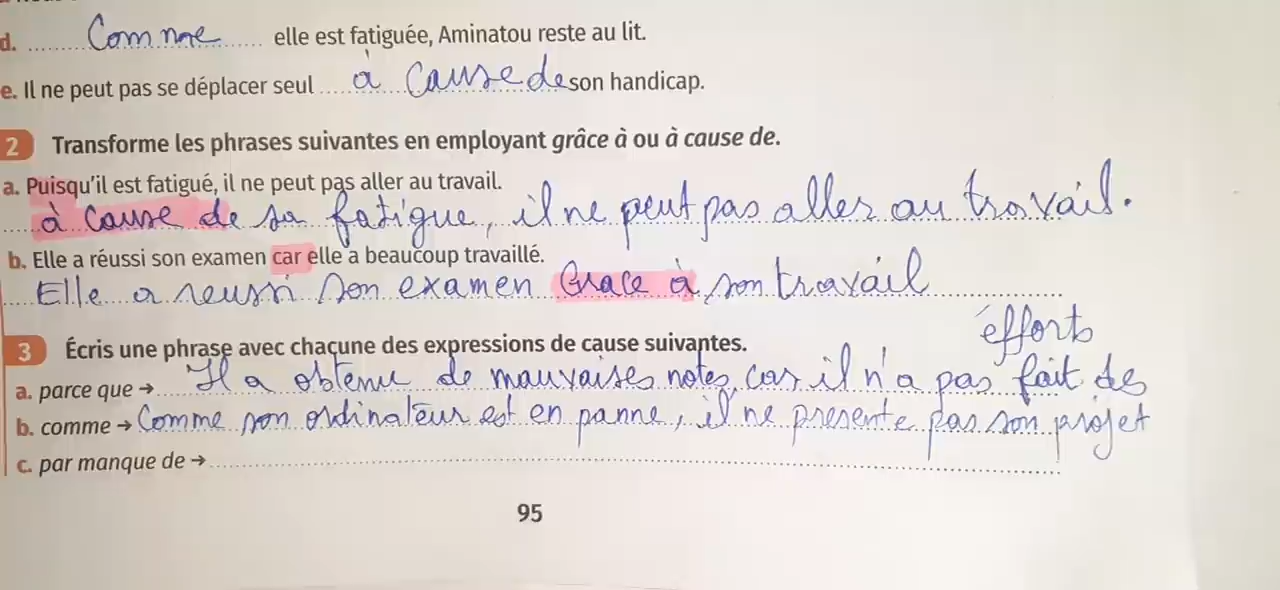 d. Comme elle est fatiguée, Aminatou reste au lit.
e. Il ne peut pas se déplacer seul à cause de son handicap.
2 Transforme les phrases suivantes en employant grâce à ou à cause de.
a. Puisqu'il est fatigué, il ne peut pas aller au travail.
à cause de sa fatigue, il ne peut pas aller au travail.
b. Elle a réussi son examen car elle a beaucoup travaillé.
Elle a reussi son examen Grace à son travail
3 Écris une phrase avec chacune des expressions de cause suivantes.
efforts
a. parce que → Il a obtenu de mauvaises notes, car il n'a pas fait des
b. comme → Comme son ordinateur est en panne, il ne presente pas son projet
c. par manque de →
95